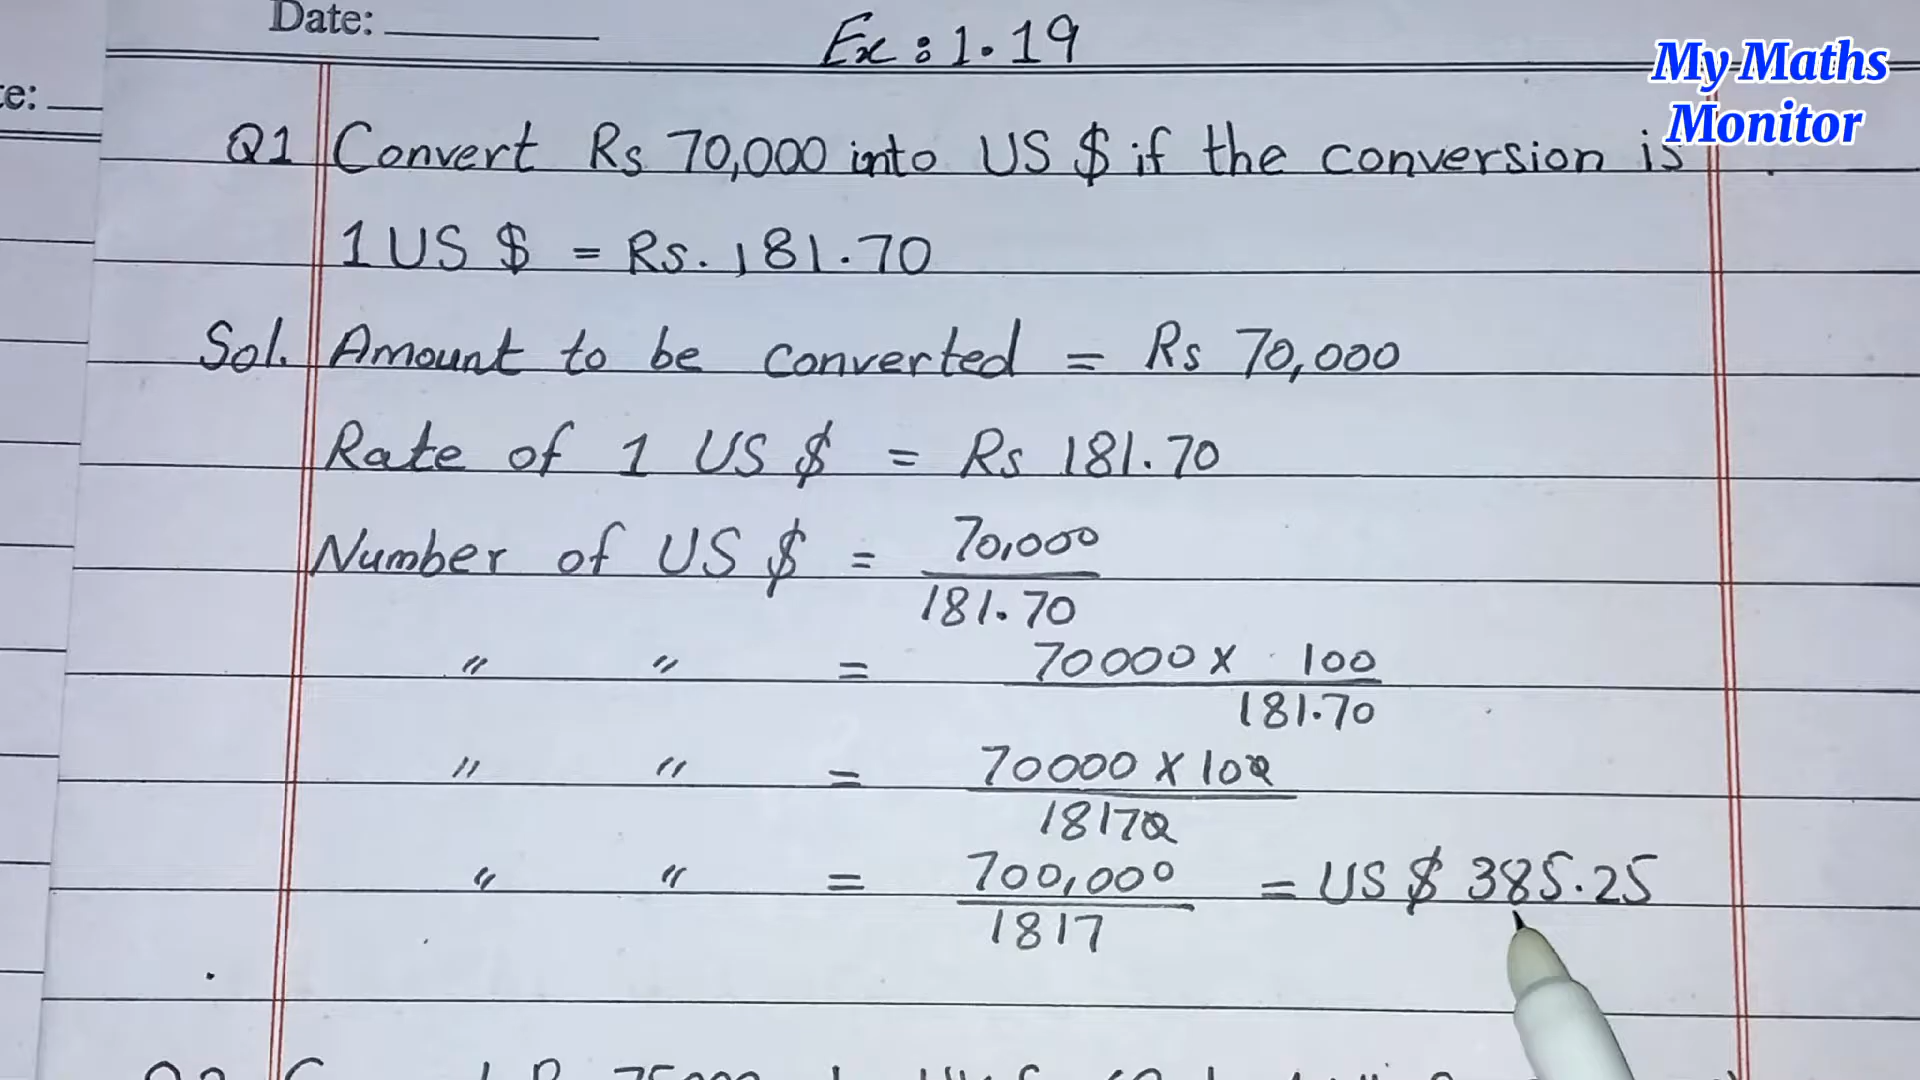 Date:
Ex: 1.19
My Maths
Monitor
e:
Q1 Convert Rs 70,000 into US $ if the conversion is
1 US $ = Rs. 181.70
Sol. Amount to be converted = Rs 70,000
Rate of 1 US $ = Rs 181.70
Number of US $ = 70,000
181.70
" " = 70000 x 100
181.70
" " = 70000 x 100
18170
" " = 700,000 = US $ 385.25
1817
75000